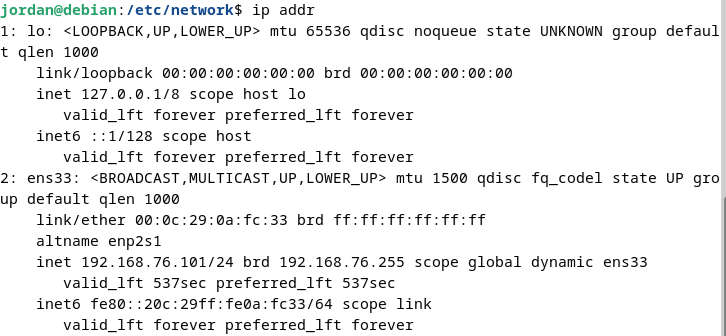 jordan@debian:/etc/network$ ip addr
1: lo: <LOOPBACK,UP,LOWER_UP> mtu 65536 qdisc noqueue state UNKNOWN group defaul
t qlen 1000
    link/loopback 00:00:00:00:00:00 brd 00:00:00:00:00:00
    inet 127.0.0.1/8 scope host lo
       valid_lft forever preferred_lft forever
    inet6 ::1/128 scope host
       valid_lft forever preferred_lft forever
2: ens33: <BROADCAST,MULTICAST,UP,LOWER_UP> mtu 1500 qdisc fq_codel state UP gro
up default qlen 1000
    link/ether 00:0c:29:0a:fc:33 brd ff:ff:ff:ff:ff:ff
    altname enp2s1
    inet 192.168.76.101/24 brd 192.168.76.255 scope global dynamic ens33
       valid_lft 537sec preferred_lft 537sec
    inet6 fe80::20c:29ff:fe0a:fc33/64 scope link
       valid_lft forever preferred_lft forever